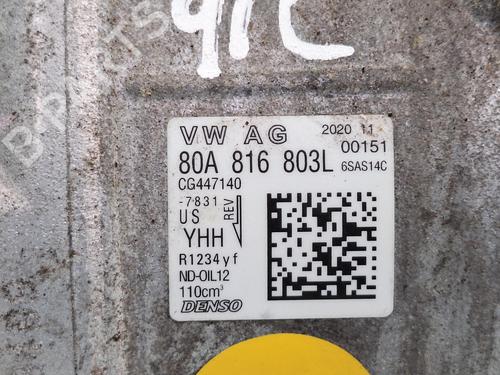 91C
VW AG 2020 11
00151
80A 816 803L 6SAS14C
CG447140
-7831
US REV
YHH
R1234yf
ND-OIL12
110cm³
DENSO